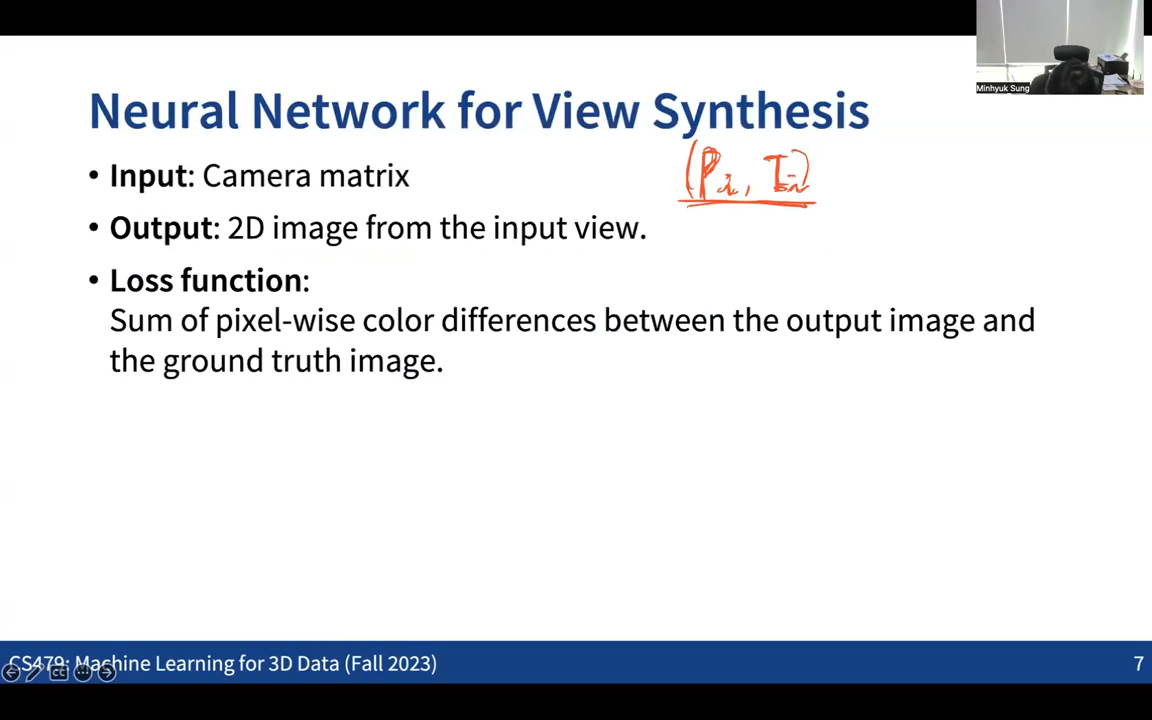 Minhyuk Sung
Neural Network for View Synthesis
• Input: Camera matrix
(P_i, I_i)
• Output: 2D image from the input view.
• Loss function:
Sum of pixel-wise color differences between the output image and
the ground truth image.
CS479: Machine Learning for 3D Data (Fall 2023)
7